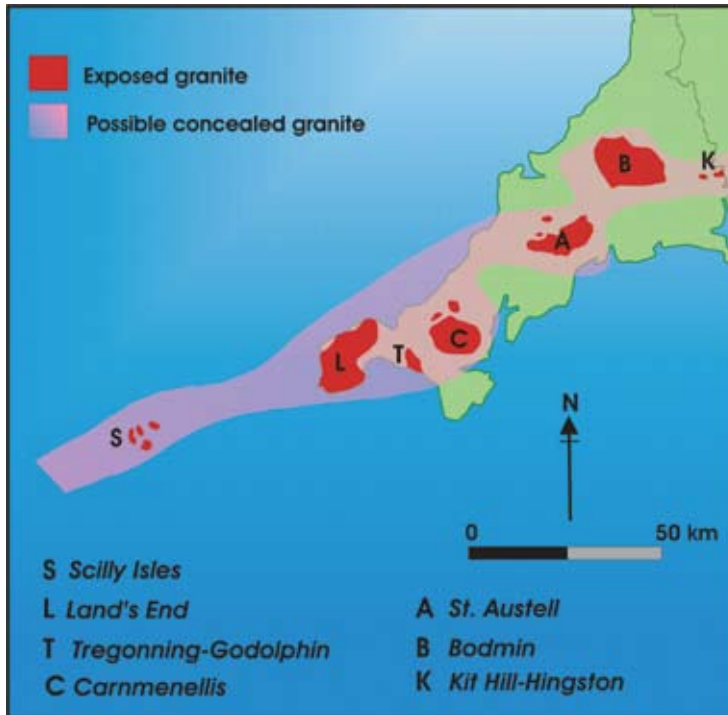 Exposed granite
Possible concealed granite
B
K
A
C
L
T
S
N
0 50 km
S Scilly Isles
L Land's End
T Tregonning-Godolphin
C Carnmenellis
A St. Austell
B Bodmin
K Kit Hill-Hingston